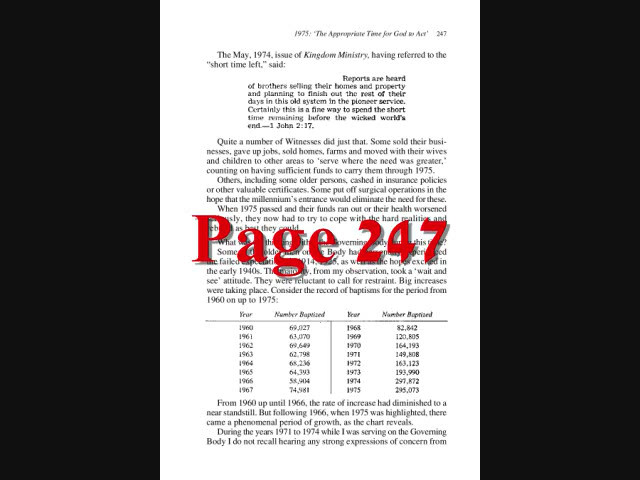 1975: 'The Appropriate Time for God to Act' 247
The May, 1974, issue of Kingdom Ministry, having referred to the
"short time left," said:
Reports are heard
of brothers selling their homes and property
and planning to finish out the rest of their
days in this old system in the pioneer service.
Certainly this is a fine way to spend the short
time remaining before the wicked world's
end.—1 John 2:17.
Quite a number of Witnesses did just that. Some sold their busi-
nesses, gave up jobs, sold homes, farms and moved with their wives
and children to other areas to 'serve where the need was greater,'
counting on having sufficient funds to carry them through 1975.
Others, including some older persons, cashed in insurance policies
or other valuable certificates. Some put off surgical operations in the
hope that the millennium's entrance would eliminate the need for these.
When 1975 passed and their funds ran out or their health worsened
they now had to try to cope with the hard realities and
as best they could.
Page 247
the early 1940s. from my observation, took a 'wait and
see' attitude. They were reluctant to call for restraint. Big increases
were taking place. Consider the record of baptisms for the period from
1960 on up to 1975:
Year Number Baptized Year Number Baptized
1960 69,027 1968 82,842
1961 63,070 1969 120,805
1962 69,649 1970 164,193
1963 62,798 1971 149,808
1964 68,236 1972 163,123
1965 64,393 1973 193,990
1966 58,904 1974 297,872
1967 74,981 1975 295,073
From 1960 up until 1966, the rate of increase had diminished to a
near standstill. But following 1966, when 1975 was highlighted, there
came a phenomenal period of growth, as the chart reveals.
During the years 1971 to 1974 while I was serving on the Governing
Body I do not recall hearing any strong expressions of concern from